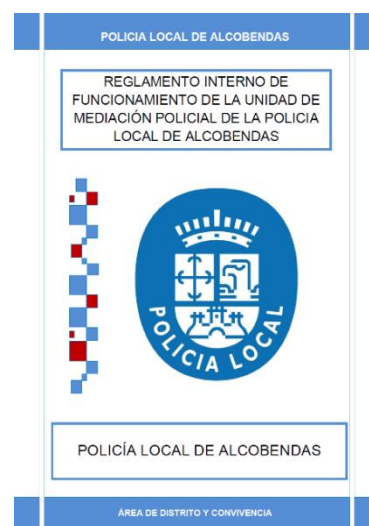 POLICIA LOCAL DE ALCOBENDAS
REGLAMENTO INTERNO DE
FUNCIONAMIENTO DE LA UNIDAD DE
MEDIACIÓN POLICIAL DE LA POLICIA
LOCAL DE ALCOBENDAS
POLICIA LOCAL
POLICÍA LOCAL DE ALCOBENDAS
ÁREA DE DISTRITO Y CONVIVENCIA